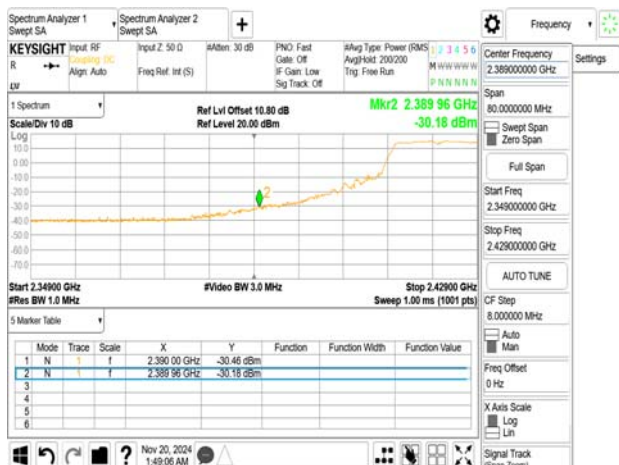 Spectrum Analyzer 1
Swept SA
Spectrum Analyzer 2
Swept SA
+
Frequency
KEYSIGHT
R
LV
Input: RF
Coupling: DC
Align: Auto
Input Z: 50 Ω
Freq Ref: Int (S)
#Atten: 30 dB
PNO: Fast
Gate: Off
IF Gain: Low
Sig Track: Off
#Avg Type: Power (RMS
Avg|Hold: 200/200
Trig: Free Run
1 2 3 4 5 6
M W W W W W
P N N N N N
Center Frequency
2.389000000 GHz
Settings
Span
80.0000000 MHz
Swept Span
Zero Span
Full Span
Start Freq
2.349000000 GHz
Stop Freq
2.429000000 GHz
AUTO TUNE
CF Step
8.000000 MHz
Auto
Man
Freq Offset
0 Hz
X Axis Scale
Log
Lin
Signal Track
1 Spectrum
Scale/Div 10 dB
Ref Lvl Offset 10.80 dB
Ref Level 20.00 dBm
Mkr2 2.389 96 GHz
-30.18 dBm
Log
10.0
0.00
-10.0
-20.0
-30.0
-40.0
-50.0
-60.0
-70.0
2
Start 2.34900 GHz
#Res BW 1.0 MHz
#Video BW 3.0 MHz
Stop 2.42900 GHz
Sweep 1.00 ms (1001 pts)
5 Marker Table
Mode Trace Scale X Y Function Function Width Function Value
1 N 1 f 2.390 00 GHz -30.46 dBm
2 N 1 f 2.389 96 GHz -30.18 dBm
3
4
5
6
?
Nov 20, 2024
1:49:06 AM